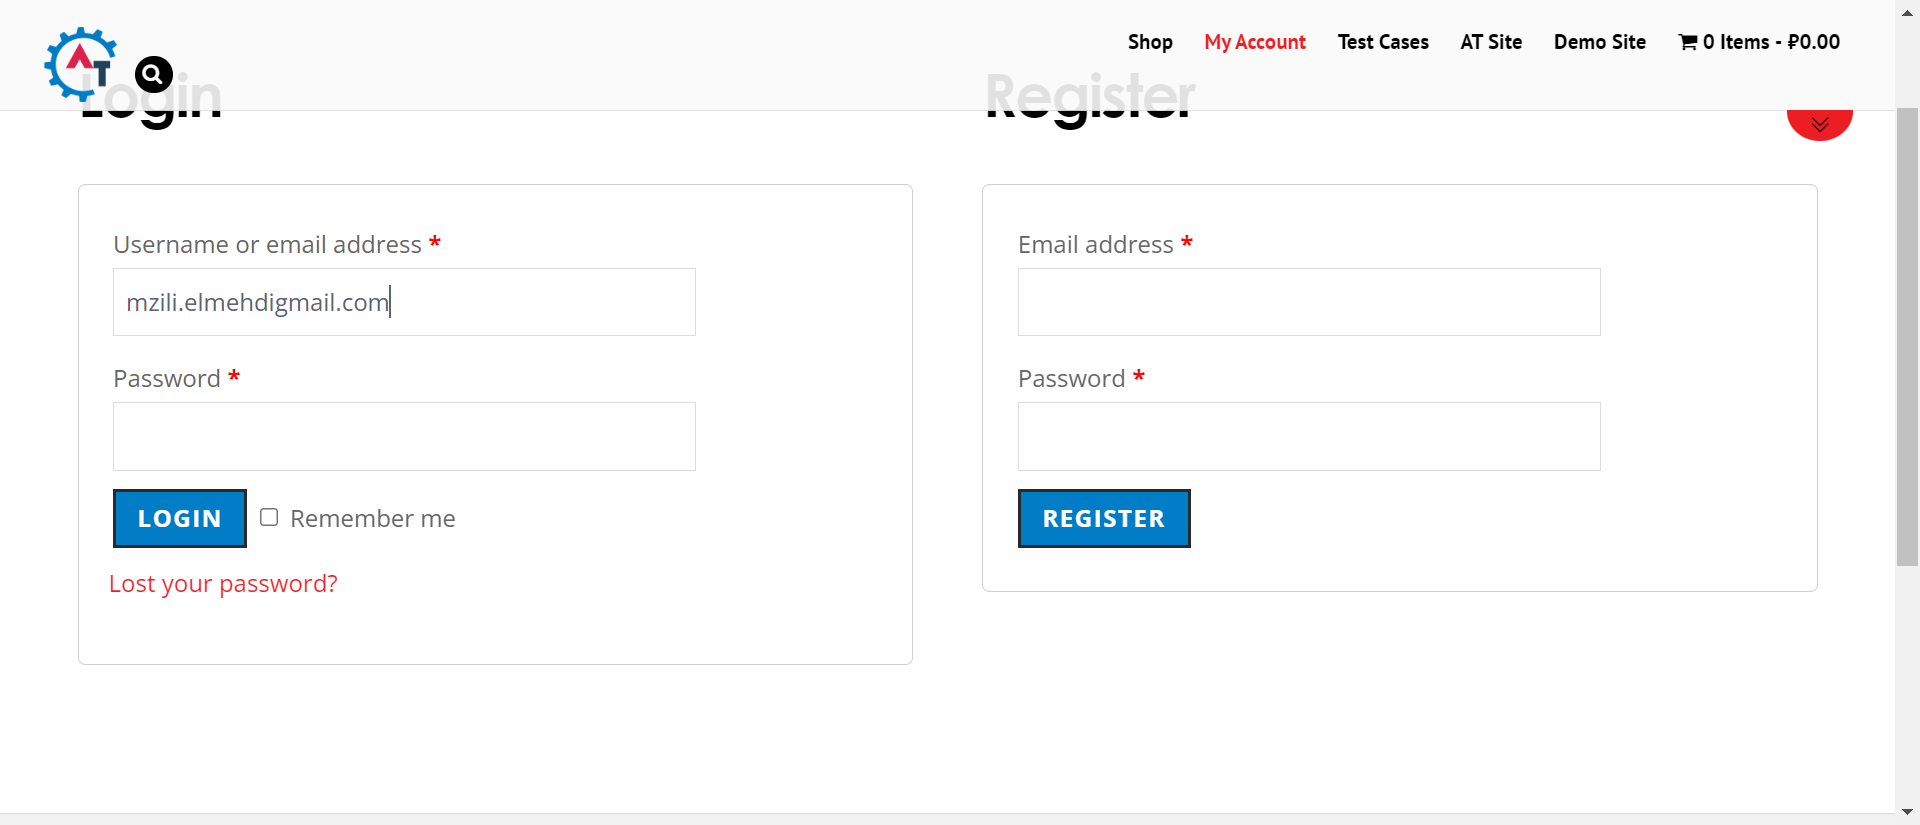 AT
Shop My Account Test Cases AT Site Demo Site 0 Items - ₽0.00
Login
Register
Username or email address *
mzili.elmehdigmail.com
Password *
LOGIN Remember me
Lost your password?
Email address *
Password *
REGISTER